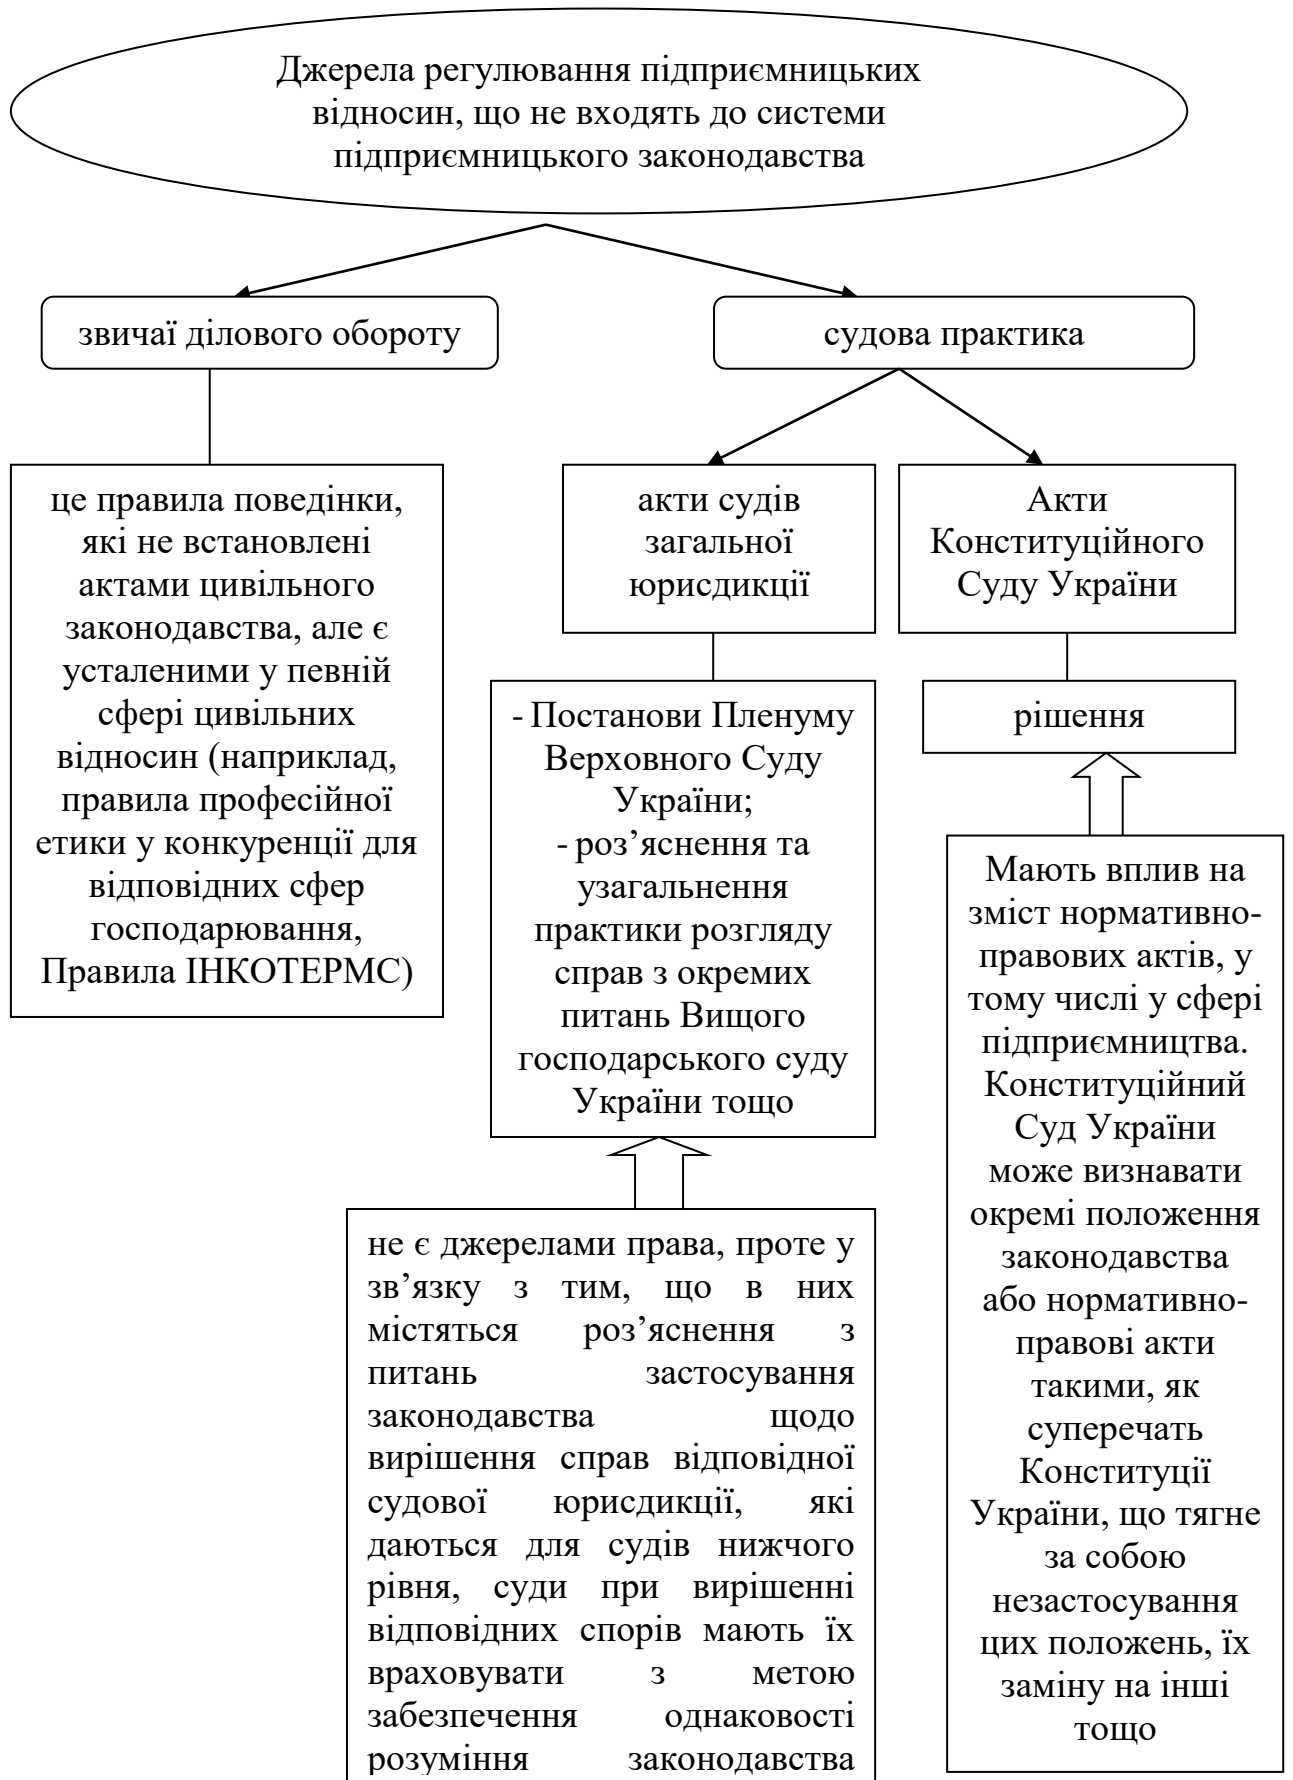 Джерела регулювання підприємницьких
відносин, що не входять до системи
підприємницького законодавства
звичаї ділового обороту
судова практика
це правила поведінки,
які не встановлені
актами цивільного
законодавства, але є
усталеними у певній
сфері цивільних
відносин (наприклад,
правила професійної
етики у конкуренції для
відповідних сфер
господарювання,
Правила ІНКОТЕРМС)
акти судів
загальної
юрисдикції
Акти
Конституційного
Суду України
- Постанови Пленуму
Верховного Суду
України;
- роз’яснення та
узагальнення
практики розгляду
справ з окремих
питань Вищого
господарського суду
України тощо
рішення
не є джерелами права, проте у
зв’язку з тим, що в них
містяться роз’яснення з
питань застосування
законодавства щодо
вирішення справ відповідної
судової юрисдикції, які
даються для судів нижчого
рівня, суди при вирішенні
відповідних спорів мають їх
враховувати з метою
забезпечення однаковості
розуміння законодавства
Мають вплив на
зміст нормативно-
правових актів, у
тому числі у сфері
підприємництва.
Конституційний
Суд України
може визнавати
окремі положення
законодавства
або нормативно-
правові акти
такими, як
суперечать
Конституції
України, що тягне
за собою
незастосування
цих положень, їх
заміну на інші
тощо